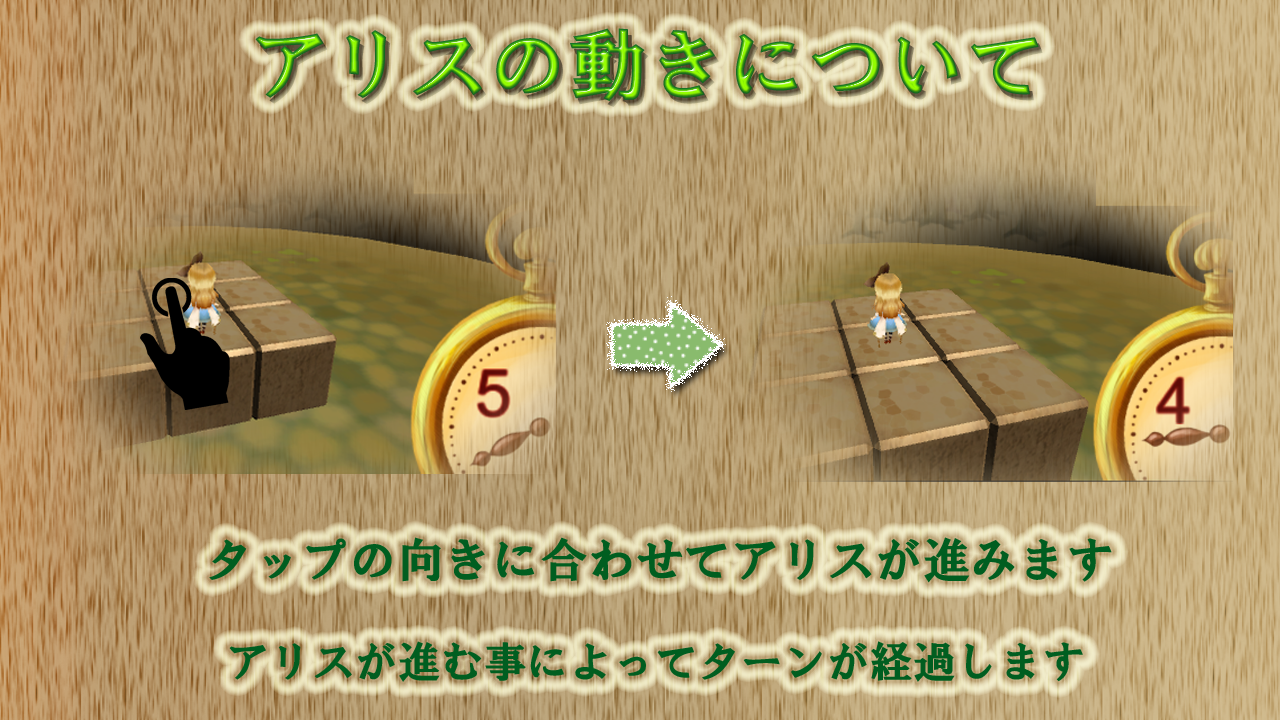 アリスの動きについて
5
4
タップの向きに合わせてアリスが進みます
アリスが進む事によってターンが経過します